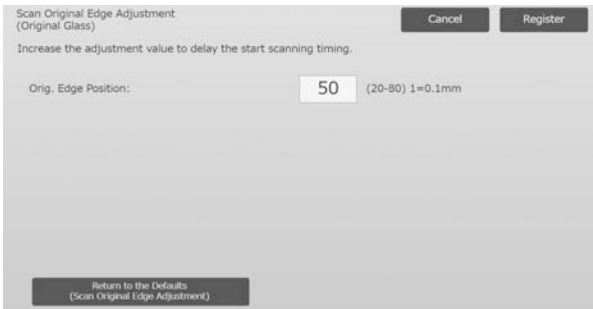 Scan Original Edge Adjustment
(Original Glass)
Cancel
Register
Increase the adjustment value to delay the start scanning timing.
Orig. Edge Position:
50
(20-80) 1=0.1mm
Return to the Defaults
(Scan Original Edge Adjustment)